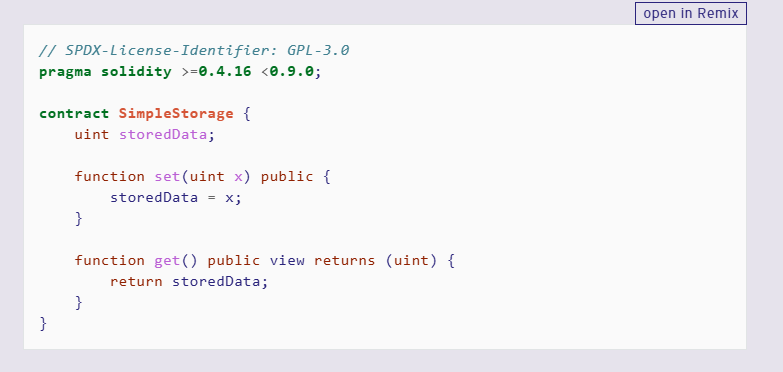 open in Remix
// SPDX-License-Identifier: GPL-3.0
pragma solidity >=0.4.16 <0.9.0;

contract SimpleStorage {
    uint storedData;

    function set(uint x) public {
        storedData = x;
    }

    function get() public view returns (uint) {
        return storedData;
    }
}